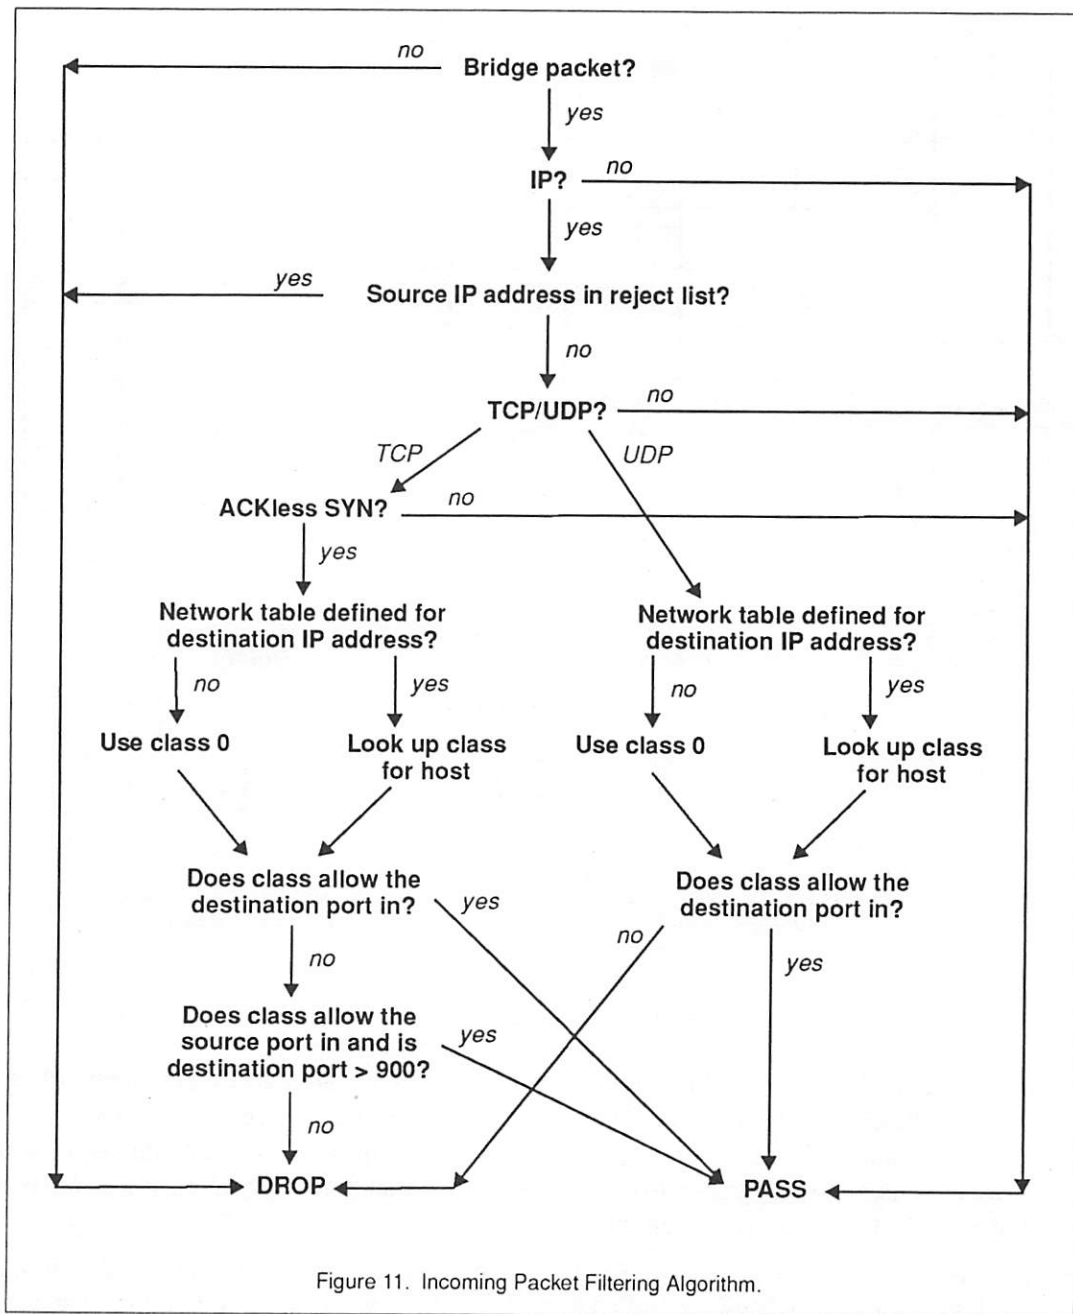 no
Bridge packet?
yes
IP?
no
yes
yes
Source IP address in reject list?
no
TCP/UDP?
no
TCP
UDP
ACKless SYN?
no
yes
Network table defined for
destination IP address?
Network table defined for
destination IP address?
no
yes
no
yes
Use class 0
Look up class
for host
Use class 0
Look up class
for host
Does class allow the
destination port in?
yes
Does class allow the
destination port in?
no
no
yes
Does class allow the
source port in and is
destination port > 900?
yes
no
DROP
PASS
Figure 11. Incoming Packet Filtering Algorithm.